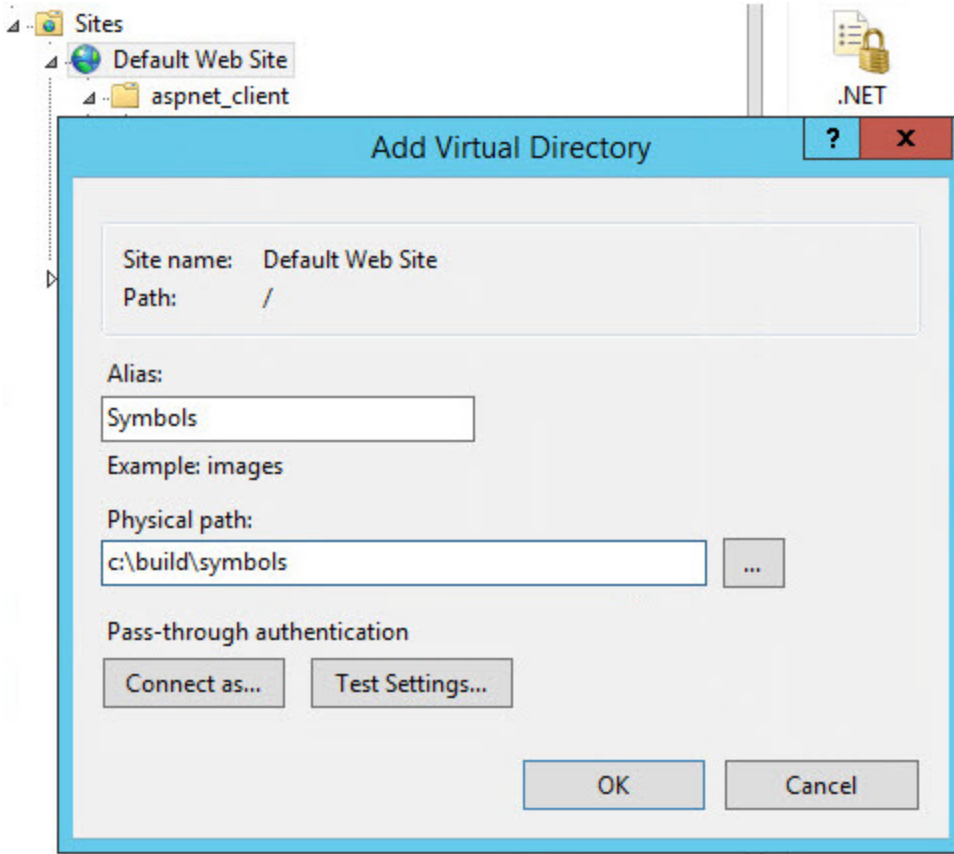 Sites
Default Web Site
aspnet_client
.NET
Add Virtual Directory
? x
Site name: Default Web Site
Path: /
Alias:
Symbols
Example: images
Physical path:
c:\build\symbols
...
Pass-through authentication
Connect as... Test Settings...
OK Cancel